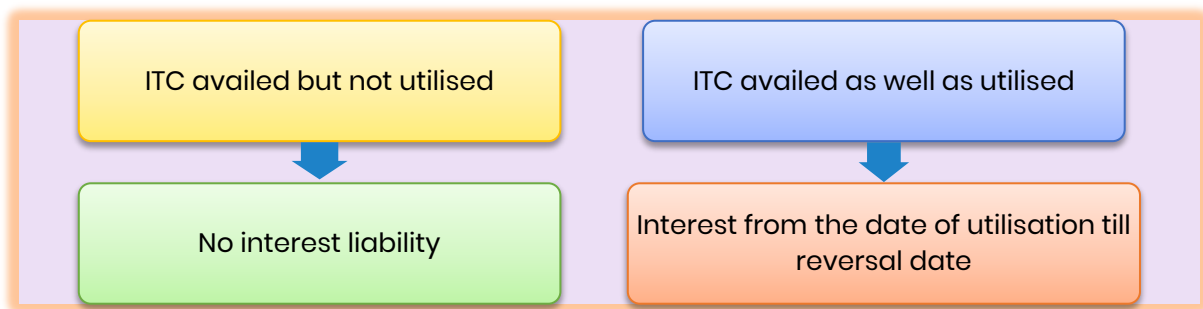 ITC availed but not utilised
ITC availed as well as utilised
No interest liability
Interest from the date of utilisation till
reversal date